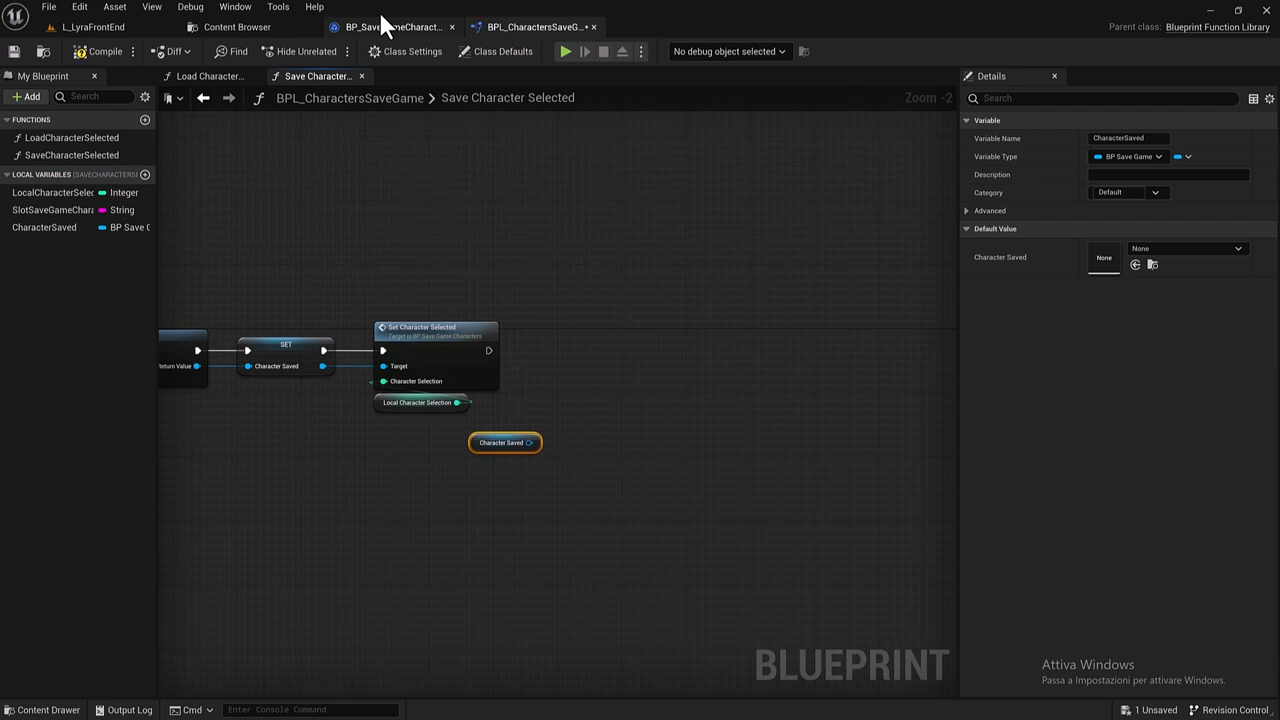 File Edit Asset View Debug Window Tools Help
L_LyraFrontEnd Content Browser BP_SaveGameCharact... BPL_CharactersSaveG... • Parent class: Blueprint Function Library
Compile Diff Find Hide Unrelated Class Settings Class Defaults No debug object selected
My Blueprint Load Character... Save Character... Details
Add Search BPL_CharactersSaveGame > Save Character Selected Zoom -2 Search
FUNCTIONS
LoadCharacterSelected
SaveCharacterSelected
LOCAL VARIABLES (SAVECHARACTERSE
LocalCharacterSelec Integer
SlotSaveGameChara String
CharacterSaved BP Save G
Return Value
SET
Character Saved
Set Character Selected
Target is BP Save Game Characters
Target
Character Selection
Local Character Selection
Character Saved
Variable
Variable Name CharacterSaved
Variable Type BP Save Game
Description
Category Default
Advanced
Default Value
Character Saved None None
BLUEPRINT
Attiva Windows
Passa a Impostazioni per attivare Windows.
Content Drawer Output Log Cmd Enter Console Command 1 Unsaved Revision Control